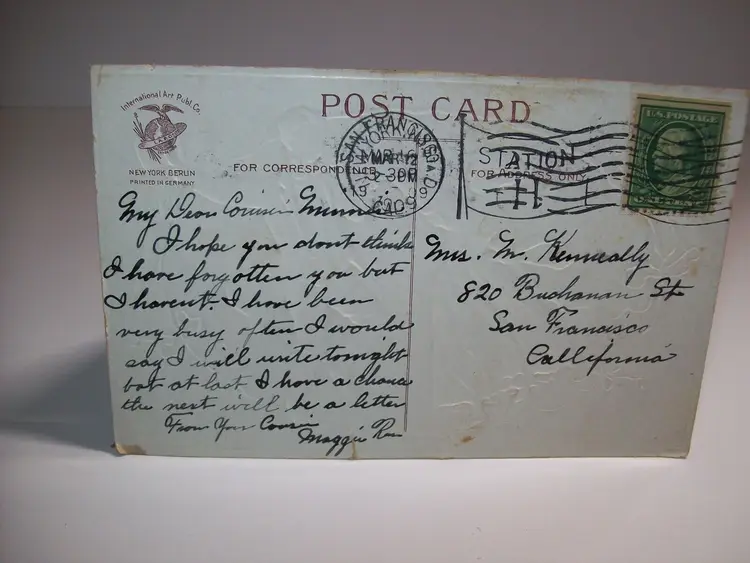 International Art Publ. Co.
NEW YORK BERLIN
PRINTED IN GERMANY
POST CARD
FOR CORRESPONDENCE
FOR ADDRESS ONLY
SAN FRANCISCO
MAR
STATION
H
1909
U.S. POSTAGE
My Dear Cousin
I hope you dont think
I have forgotten you but
I havent. I have been
very busy often I would
say I will write tonight
but at last I have a chance
the next will be a letter
From Your Cousin
Maggie
Mrs. M. Kenneally
820 Buchanan St
San Francisco
California